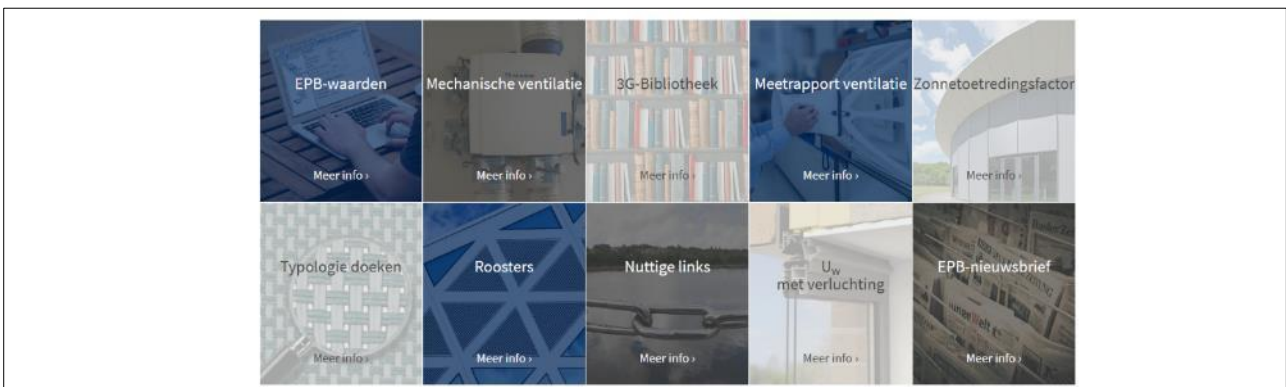 EPB-waarden
Mechanische ventilatie
3G-Bibliotheek
Meetrapport ventilatie
Zonnetoetredingsfactor
Meer info ›
Meer info ›
Meer info ›
Meer info ›
Meer info ›
Typologie doeken
Roosters
Nuttige links
Uw
met verluchting
EPB-nieuwsbrief
Meer info ›
Meer info ›
Meer info ›
Meer info ›
Meer info ›